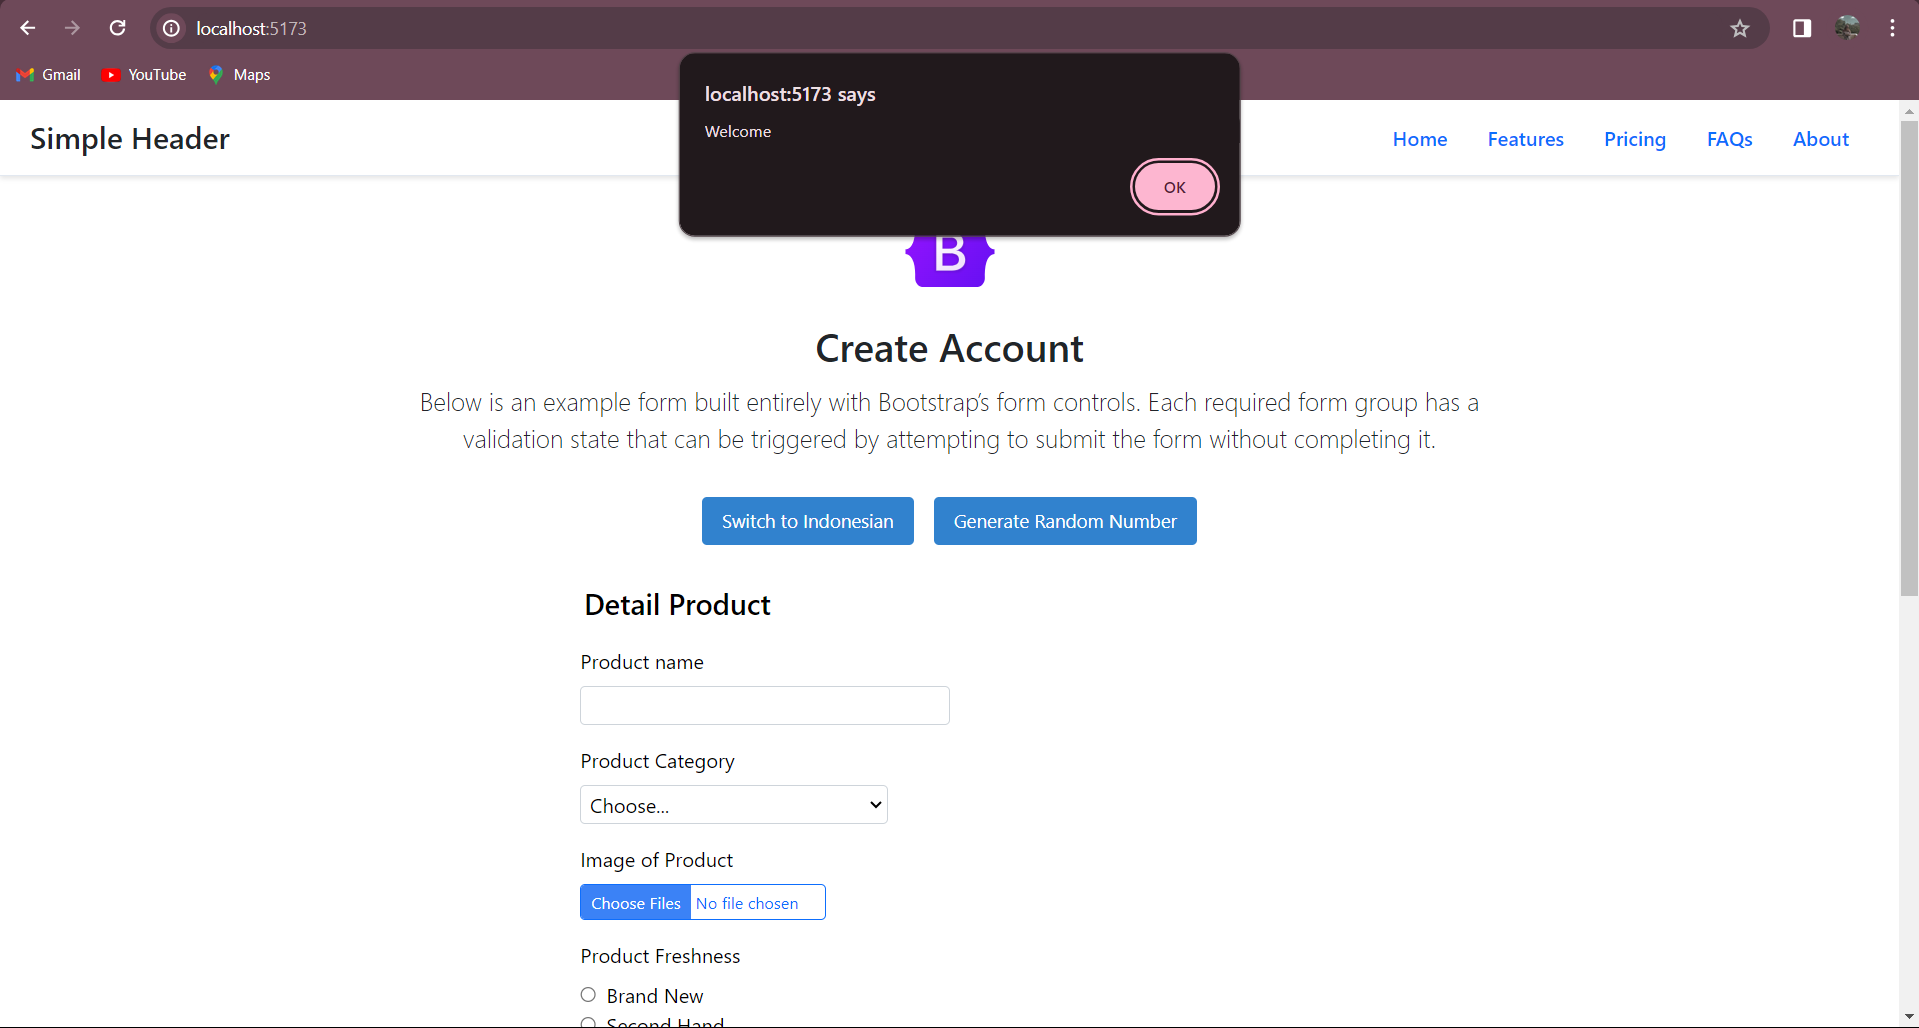 localhost:5173
Gmail YouTube Maps
localhost:5173 says
Welcome
OK
Simple Header
Home Features Pricing FAQs About
B
Create Account
Below is an example form built entirely with Bootstrap’s form controls. Each required form group has a
validation state that can be triggered by attempting to submit the form without completing it.
Switch to Indonesian Generate Random Number
Detail Product
Product name
Product Category
Choose...
Image of Product
Choose Files No file chosen
Product Freshness
Brand New
Second Hand